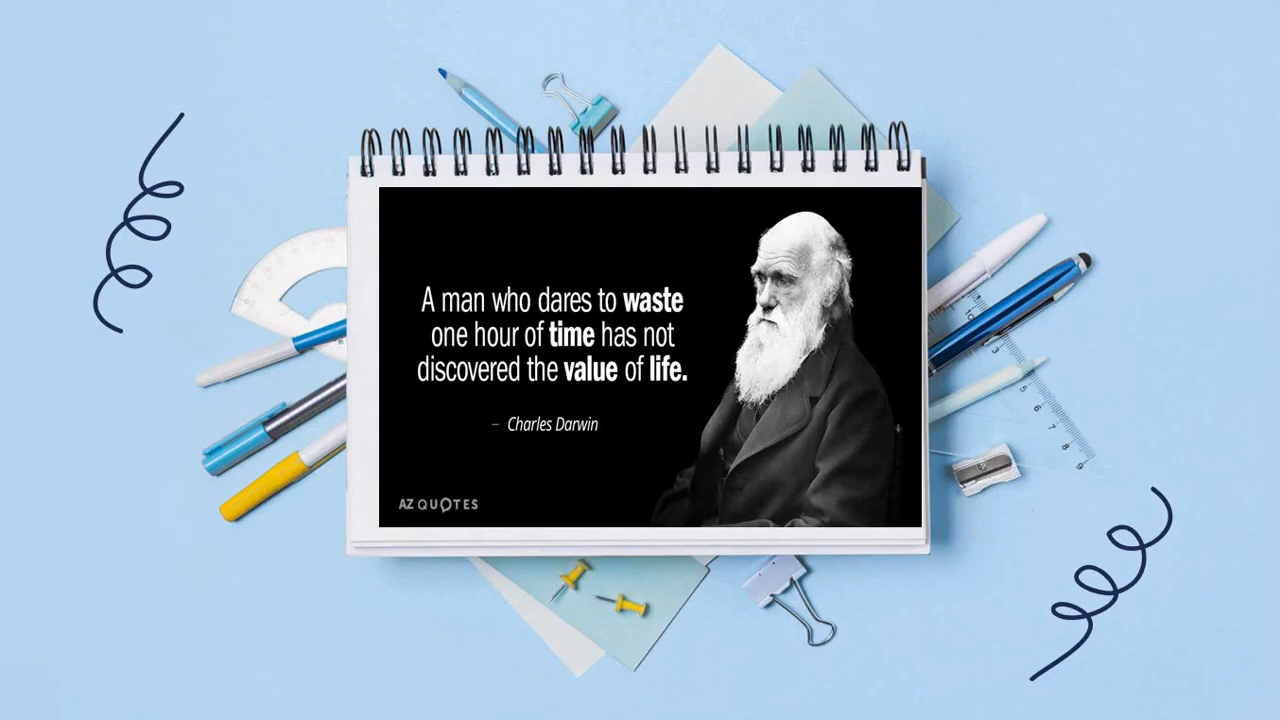 A man who dares to waste
one hour of time has not
discovered the value of life.
– Charles Darwin
AZ QUOTES